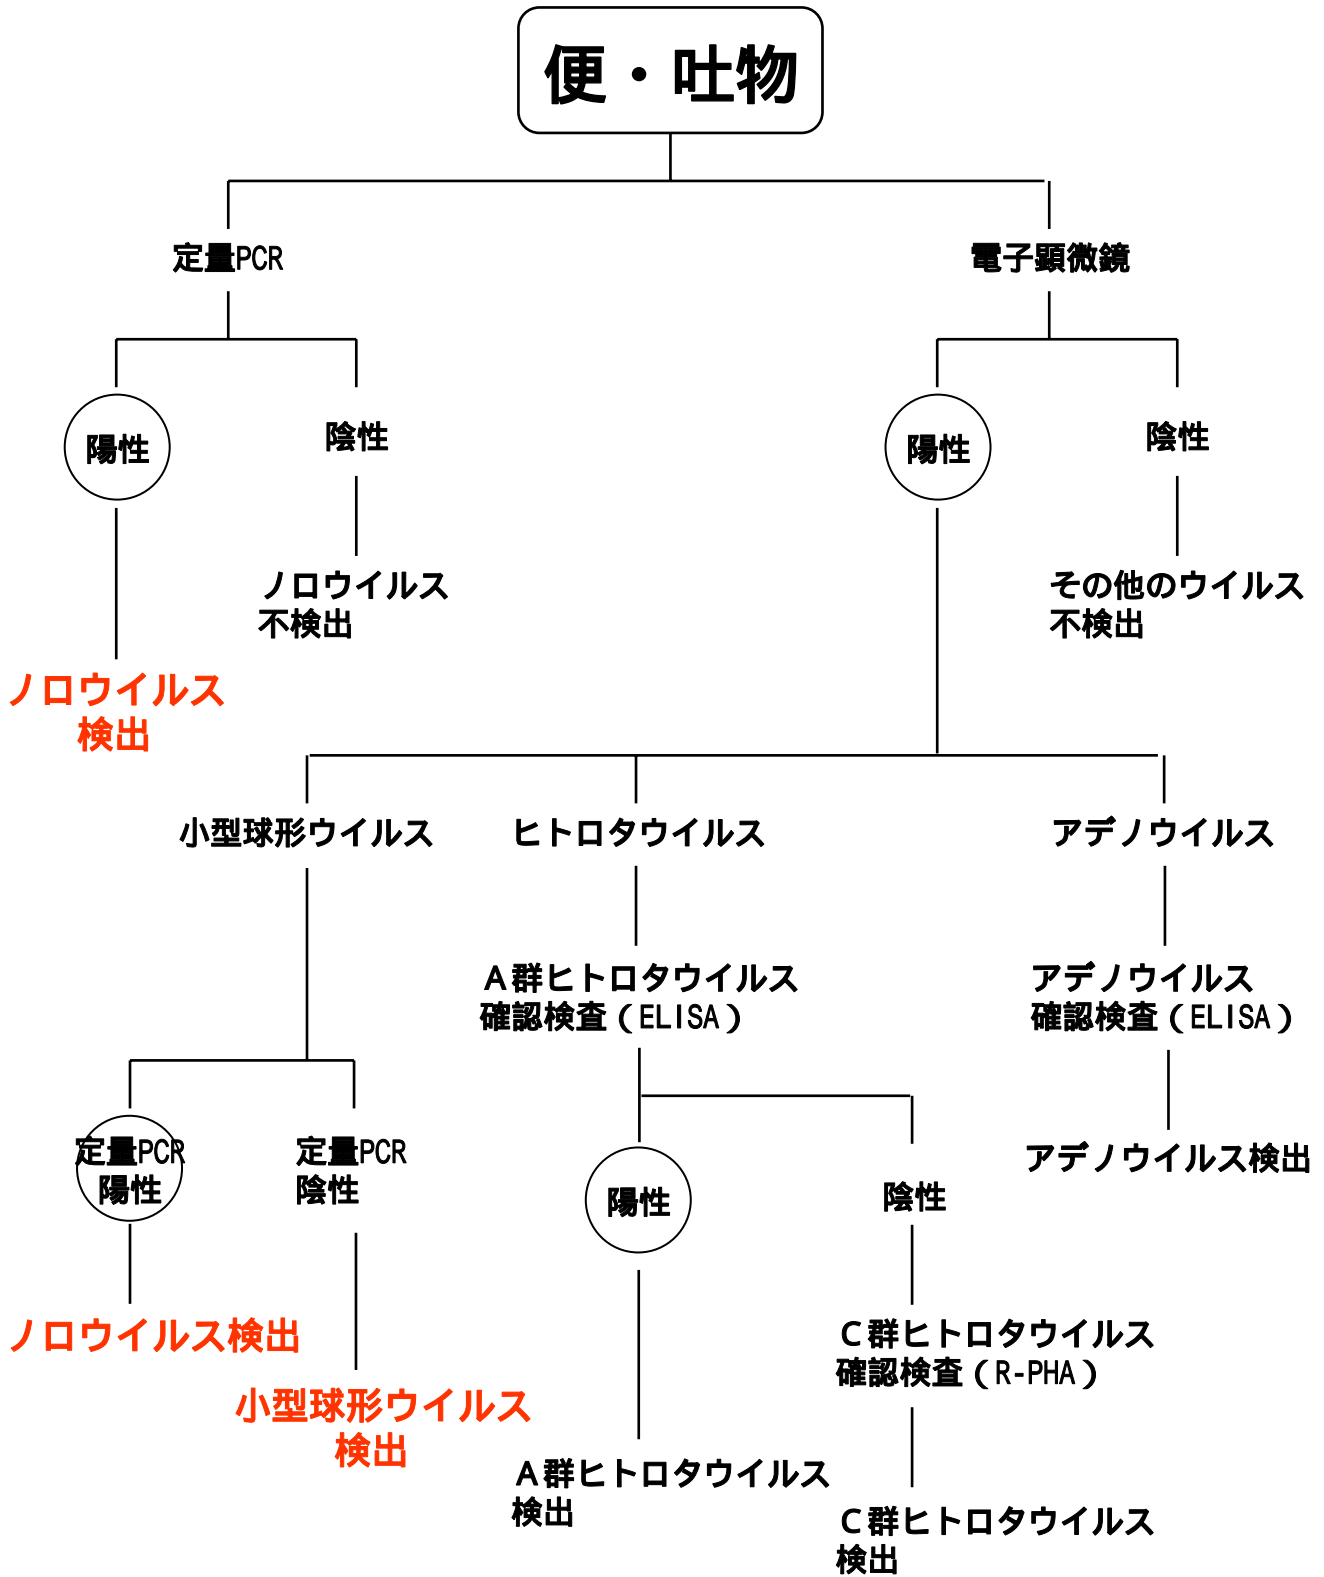 便・吐物
定量PCR
電子顕微鏡
陽性
陰性
陽性
陰性
ノロウイルス
不検出
その他のウイルス
不検出
ノロウイルス
検出
小型球形ウイルス
ヒトロタウイルス
アデノウイルス
A群ヒトロタウイルス
確認検査（ELISA）
アデノウイルス
確認検査（ELISA）
定量PCR
陽性
定量PCR
陰性
陽性
陰性
アデノウイルス検出
ノロウイルス検出
小型球形ウイルス
検出
C群ヒトロタウイルス
確認検査（R-PHA）
A群ヒトロタウイルス
検出
C群ヒトロタウイルス
検出